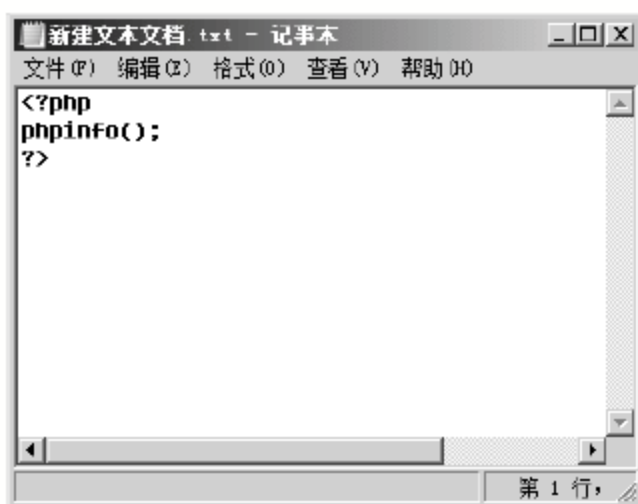 新建文本文档.txt - 记事本
文件(F) 编辑(E) 格式(O) 查看(V) 帮助(H)
<?php
phpinfo();
?>
第 1 行，